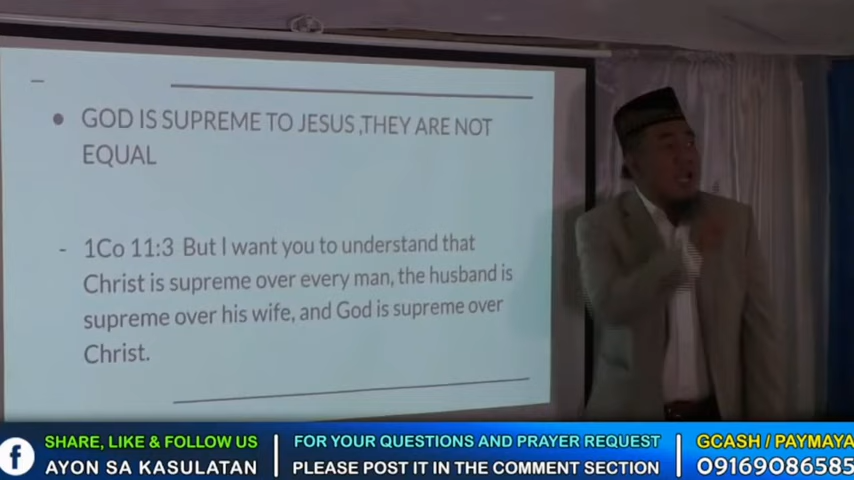 GOD IS SUPREME TO JESUS ,THEY ARE NOT
EQUAL
- 1Co 11:3 But I want you to understand that
Christ is supreme over every man, the husband is
supreme over his wife, and God is supreme over
Christ.
SHARE, LIKE & FOLLOW US
AYON SA KASULATAN
FOR YOUR QUESTIONS AND PRAYER REQUEST
PLEASE POST IT IN THE COMMENT SECTION
GCASH / PAYMAYA
09169086585